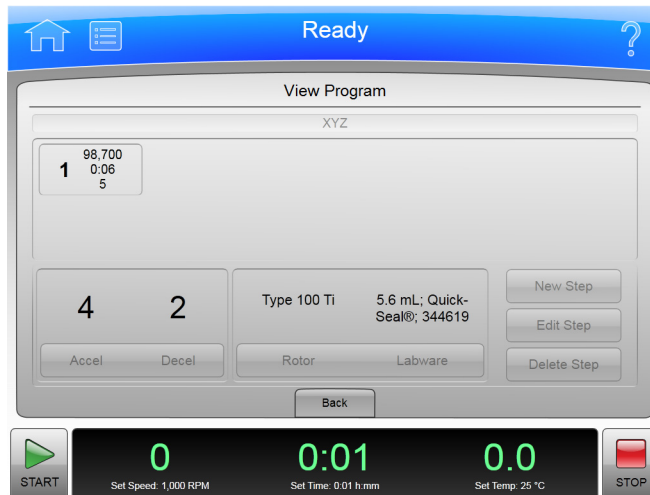 Ready
?
View Program
XYZ
1
98,700
0:06
5
4
2
Accel
Decel
Type 100 Ti
5.6 mL; Quick-
Seal®; 344619
Rotor
Labware
New Step
Edit Step
Delete Step
Back
START
0
Set Speed: 1,000 RPM
0:01
Set Time: 0:01 h:mm
0.0
Set Temp: 25 °C
STOP